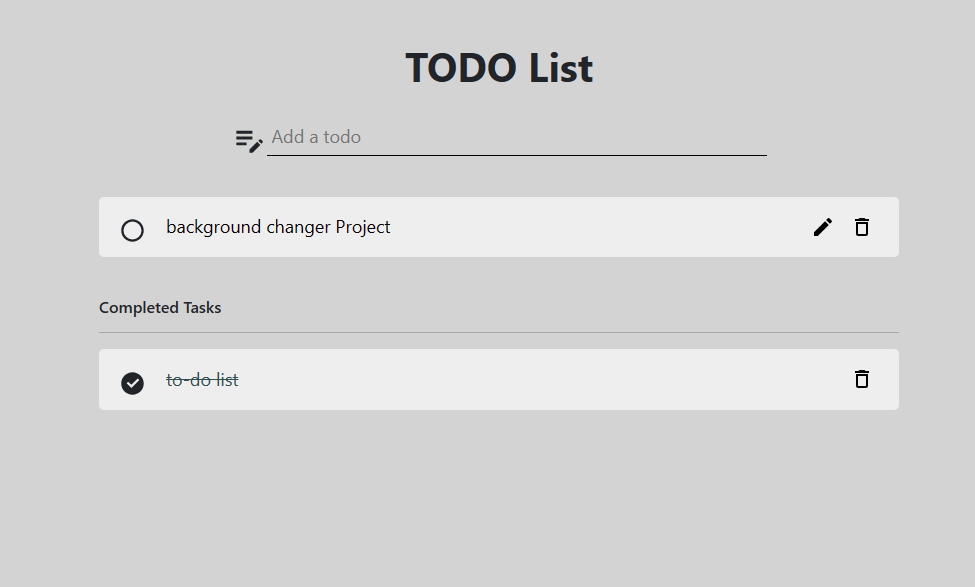 TODO List
Add a todo
background changer Project
Completed Tasks
to-do list